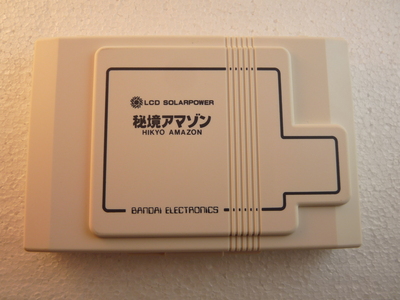 LCD SOLARPOWER
秘境アマゾン
HIKYO AMAZON
BANDAI ELECTRONICS